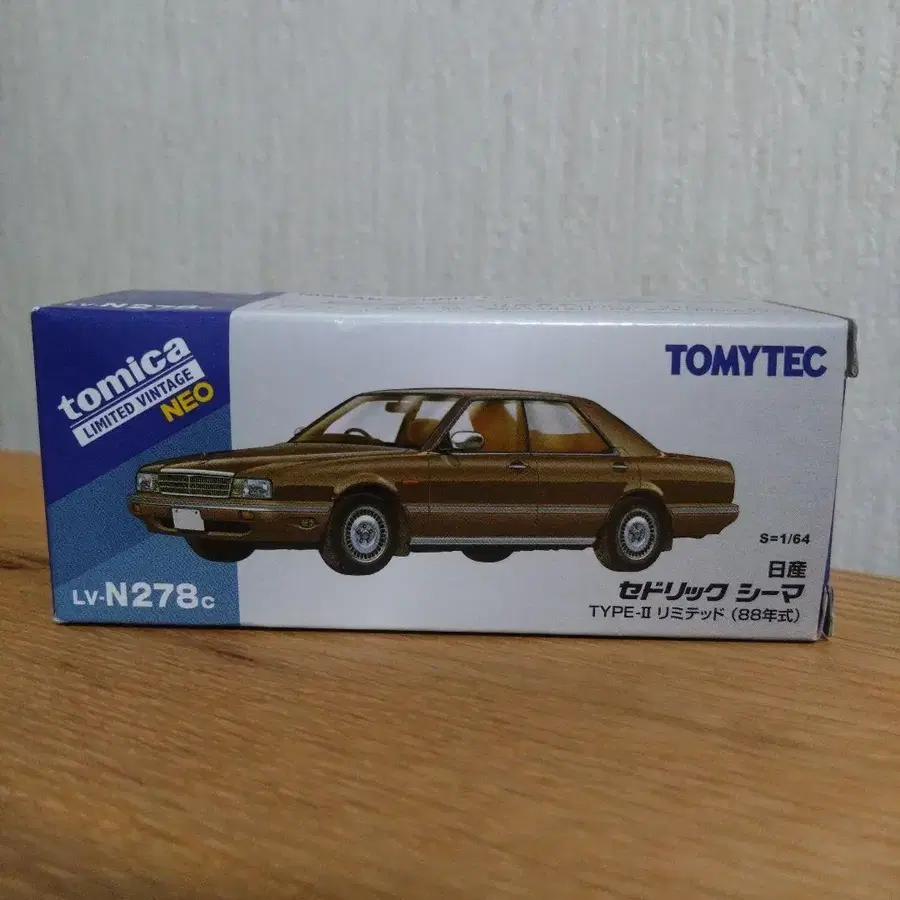 LV-N278
tomica
LIMITED VINTAGE
NEO
TOMYTEC
LV-N278c
S=1/64
日産
セドリック シーマ
TYPE-II リミテッド (88年式)